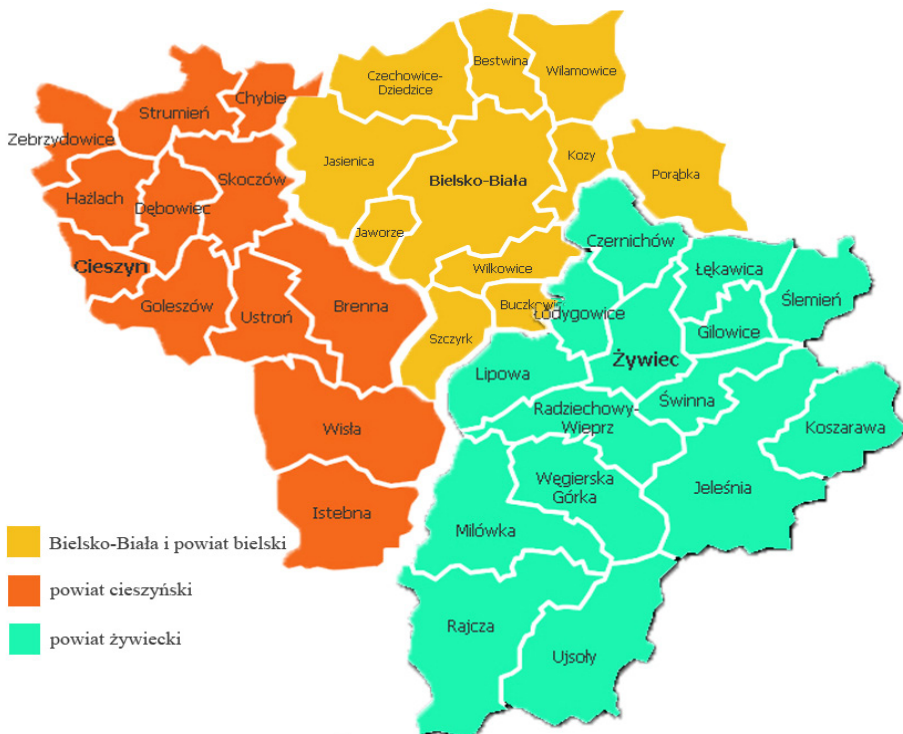 Bestwina
Wilamowice
Czechowice-
Dziedzice
Chybie
Strumień
Zebrzydowice
Kozy
Jasienica
Skoczów
Porąbka
Bielsko-Biała
Haźlach
Dębowiec
Jaworze
Czernichów
Cieszyn
Wilkowice
Łękawica
Ślemień
Goleszów
Ustroń
Brenna
Buczkowi
Łodygowice
Gilowice
Szczyrk
Żywiec
Lipowa
Świnna
Radziechowy-
Wieprz
Wisła
Koszarawa
Węgierska
Górka
Jeleśnia
Istebna
Milówka
Bielsko-Biała i powiat bielski
powiat cieszyński
powiat żywiecki
Rajcza
Ujsoły